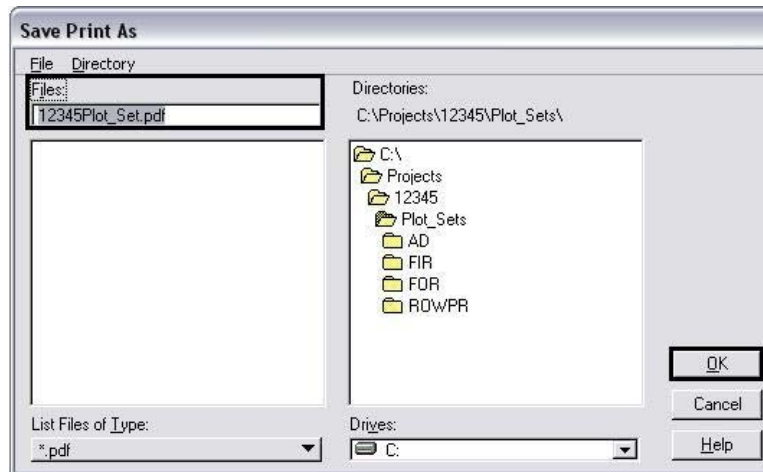 Save Print As
File Directory
Files:
12345Plot_Set.pdf
Directories:
C:\Projects\12345\Plot_Sets\
C:\
Projects
12345
Plot_Sets
AD
FIR
FOR
ROWPR
OK
Cancel
Help
List Files of Type:
*.pdf
Drives:
C: